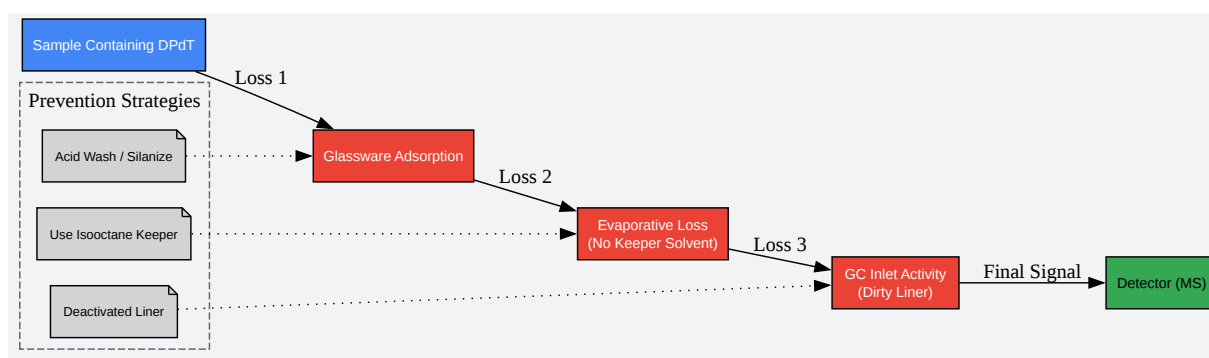 Sample Containing DPdT
Loss 1
Prevention Strategies
Acid Wash / Silanize
Glassware Adsorption
Loss 2
Use Isooctane Keeper
Evaporative Loss
(No Keeper Solvent)
Loss 3
Deactivated Liner
GC Inlet Activity
(Dirty Liner)
Final Signal
Detector (MS)